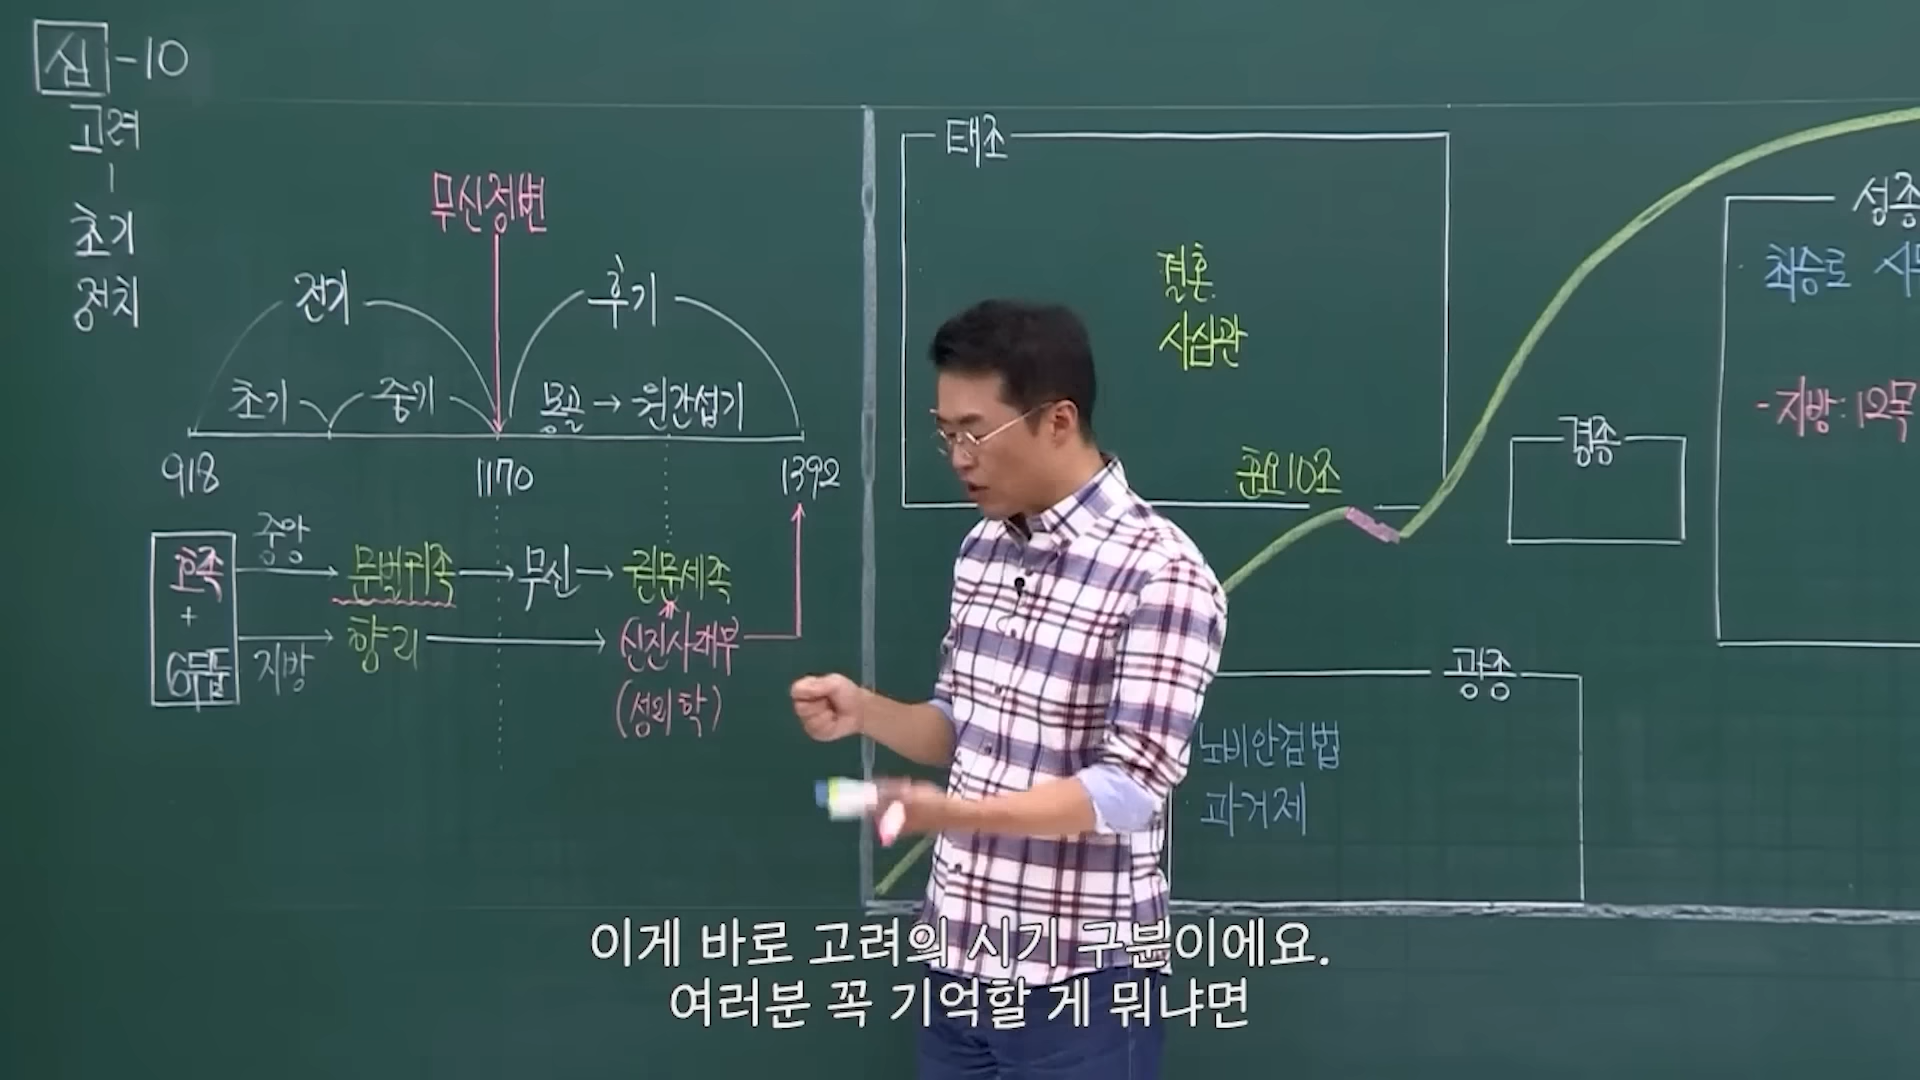 심-10
고려
초기
정치
무신정변
전기
후기
초기
중기
몽골 → 원간섭기
918
1170
1392
호족
+
6두품
중앙
지방
문벌귀족 → 무신 → 권문세족
향리 → 신진사대부
(성리학)
태조
결혼
사심관
훈요10조
광종
노비안검법
과거제
경종
성종
최승로 시무
-지방: 12목
이게 바로 고려의 시기 구분이에요.
여러분 꼭 기억할 게 뭐냐면